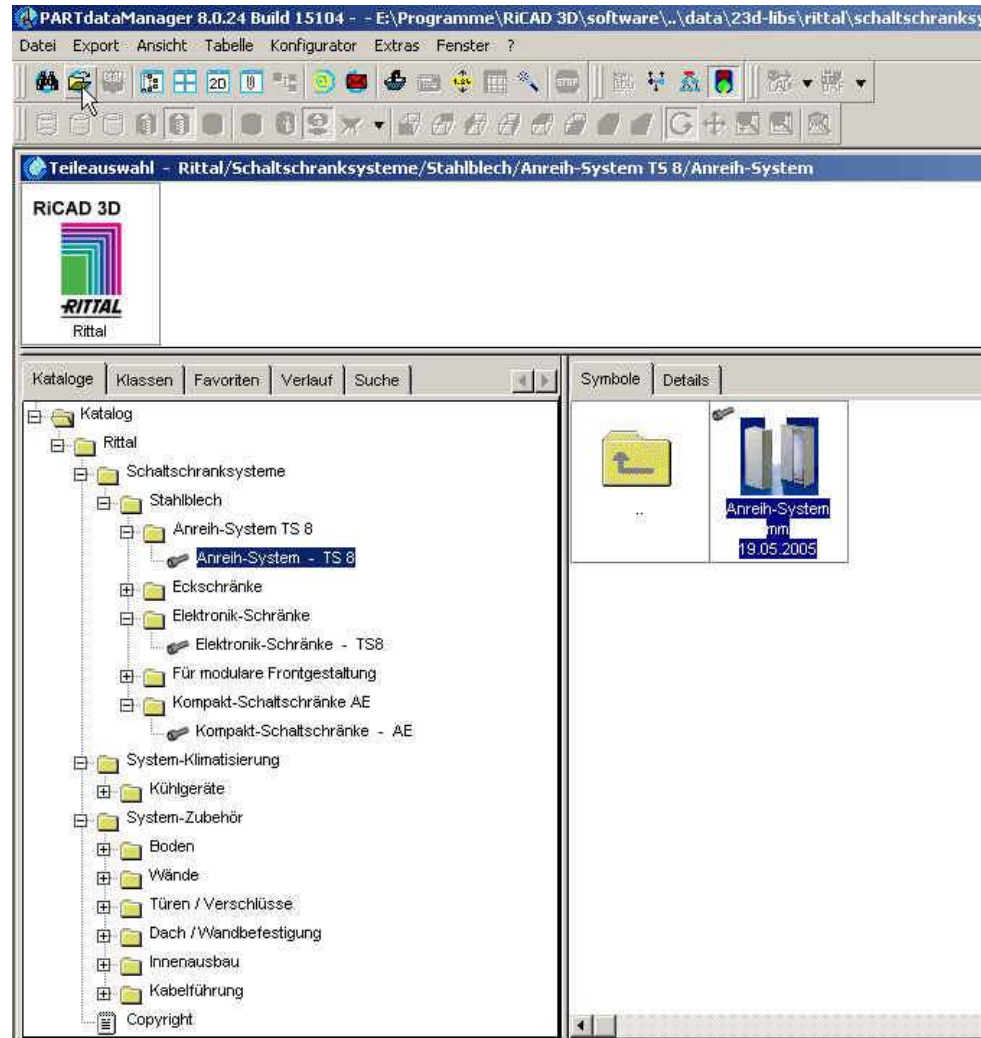 PARTdataManager 8.0.24 Build 15104 - - E:\Programme\RiCAD 3D\software\..\data\23d-libs\rittal\schaltschranksy
Datei Export Ansicht Tabelle Konfigurator Extras Fenster ?
2D
Teileauswahl - Rittal/Schaltschranksysteme/Stahlblech/Anreih-System TS 8/Anreih-System
RiCAD 3D
RITTAL
Rittal
Kataloge Klassen Favoriten Verlauf Suche
Symbole Details
Katalog
Rittal
Schaltschranksysteme
Stahlblech
Anreih-System TS 8
Anreih-System - TS 8
Eckschränke
Elektronik-Schränke
Elektronik-Schränke - TS8
Für modulare Frontgestaltung
Kompakt-Schaltschränke AE
Kompakt-Schaltschränke - AE
System-Klimatisierung
Kühlgeräte
System-Zubehör
Boden
Wände
Türen / Verschlüsse
Dach / Wandbefestigung
Innenausbau
Kabelführung
Copyright
..
Anreih-System
mm
19.05.2005